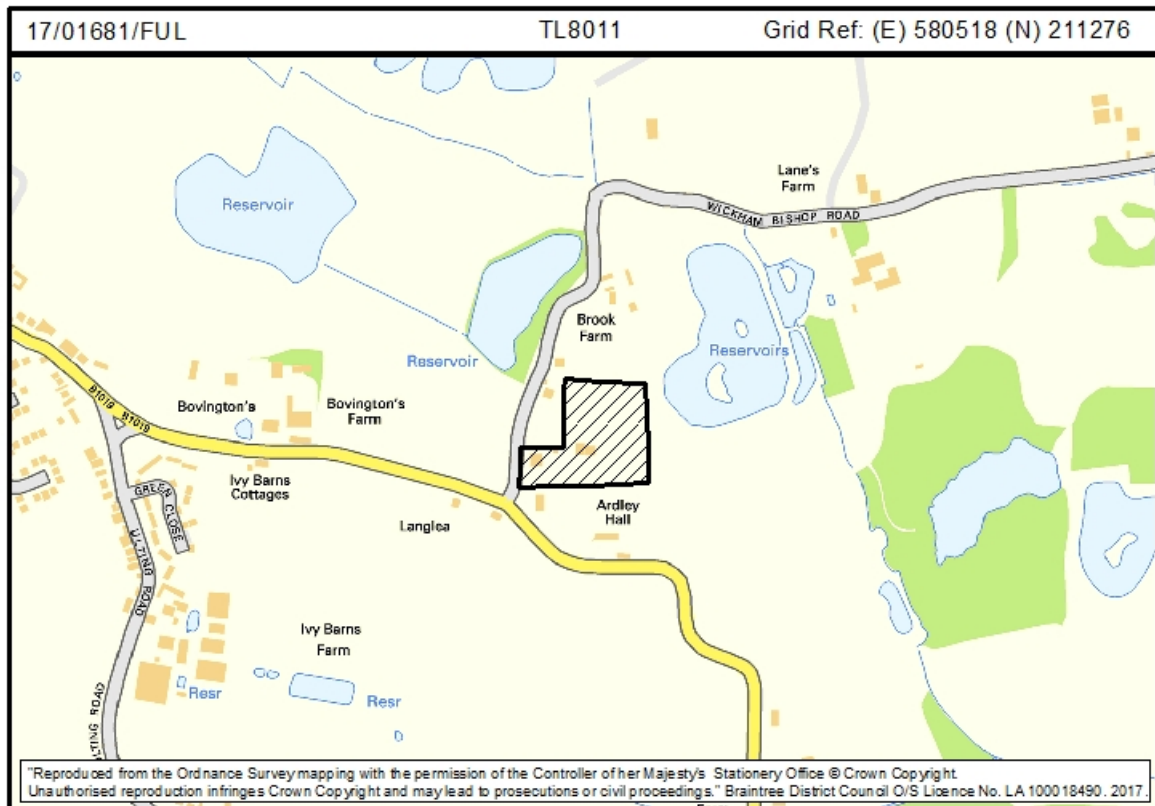 17/01681/FUL TL8011 Grid Ref: (E) 580518 (N) 211276
Lane's
Farm
Reservoir
WICKHAM BISHOP ROAD
Brook
Farm
Reservoir
Reservoirs
B1019 B1019
Bovington's
Bovington's
Farm
Ivy Barns
Cottages
GREEN
CLOSE
Langlea
Ardley
Hall
ULTING ROAD
Ivy Barns
Farm
Resr
Resr
ULTING ROAD
"Reproduced from the Ordnance Survey mapping with the permission of the Controller of her Majesty's Stationery Office © Crown Copyright.
Unauthorised reproduction infringes Crown Copyright and may lead to prosecutions or civil proceedings." Braintree District Council O/S Licence No. LA 100018490. 2017.